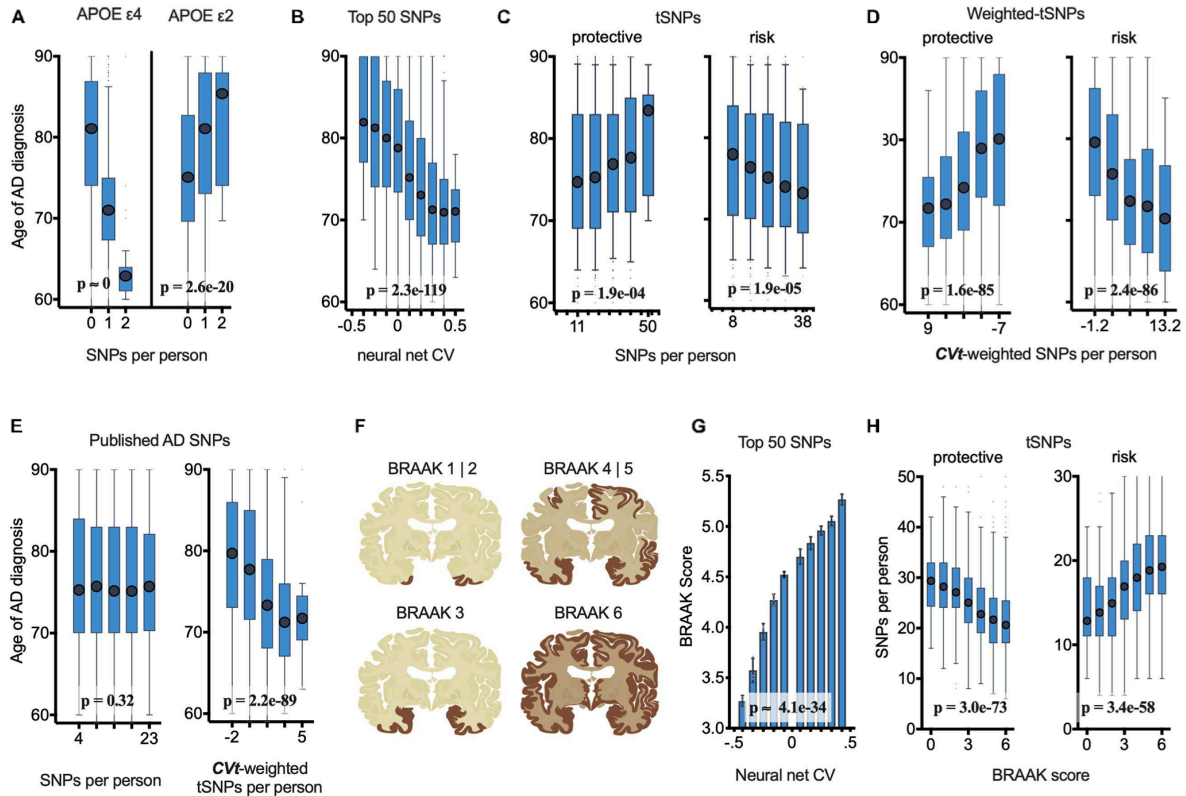 A
APOE ε4
APOE ε2
Age of AD diagnosis
90
80
70
60
p ≈ 0
p = 2.6e-20
0 1 2
0 1 2
SNPs per person
B
Top 50 SNPs
90
80
70
60
p = 2.3e-119
-0.5 0 0.5
neural net CV
C
tSNPs
protective
risk
90
80
70
60
p = 1.9e-04
p = 1.9e-05
11 50
8 38
SNPs per person
D
Weighted-tSNPs
protective
risk
90
30
70
60
p = 1.6e-85
p = 2.4e-86
9 -7
-1.2 13.2
CVt-weighted SNPs per person
E
Published AD SNPs
Age of AD diagnosis
90
80
70
60
p = 0.32
4 23
SNPs per person
90
80
70
60
p = 2.2e-89
-2 5
CVt-weighted
tSNPs per person
F
BRAAK 1 | 2
BRAAK 4 | 5
BRAAK 3
BRAAK 6
G
Top 50 SNPs
BRAAK Score
5.5
5.0
4.5
4.0
3.5
3.0
p ≈ 4.1e-34
-.5 0 .5
Neural net CV
H
tSNPs
protective
risk
SNPs per person
50
40
30
20
10
0
p = 3.0e-73
0 3 6
30
20
10
0
p = 3.4e-58
0 3 6
BRAAK score